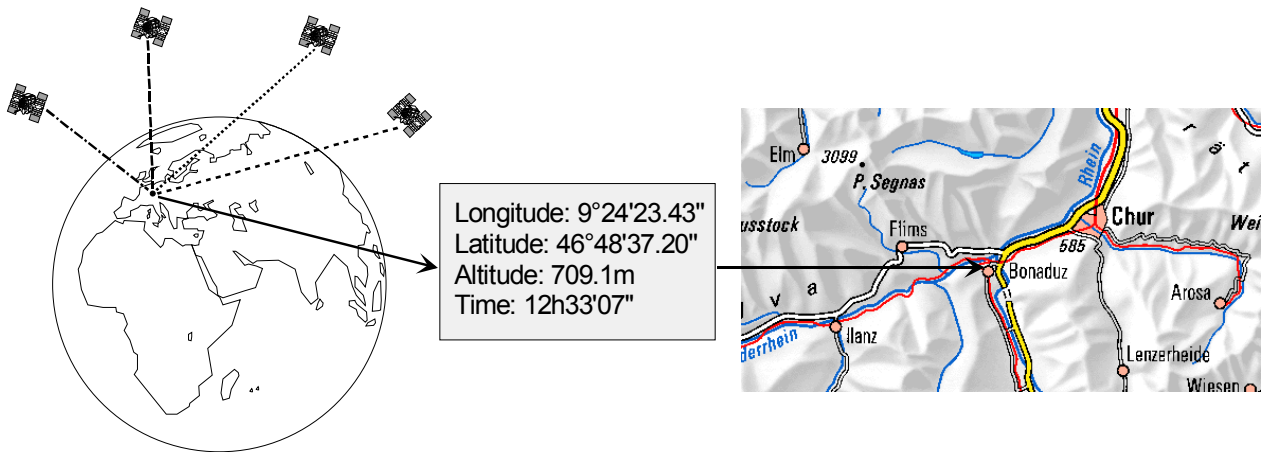 Longitude: 9°24'23.43"
Latitude: 46°48'37.20"
Altitude: 709.1m
Time: 12h33'07"
Elm
3099
P. Segnas
Rhein
r ä t
usstock
Flims
Chur
Wei
585
Bonaduz
v a
Arosa
Ilanz
derrhein
Lenzerheide
Wiesen